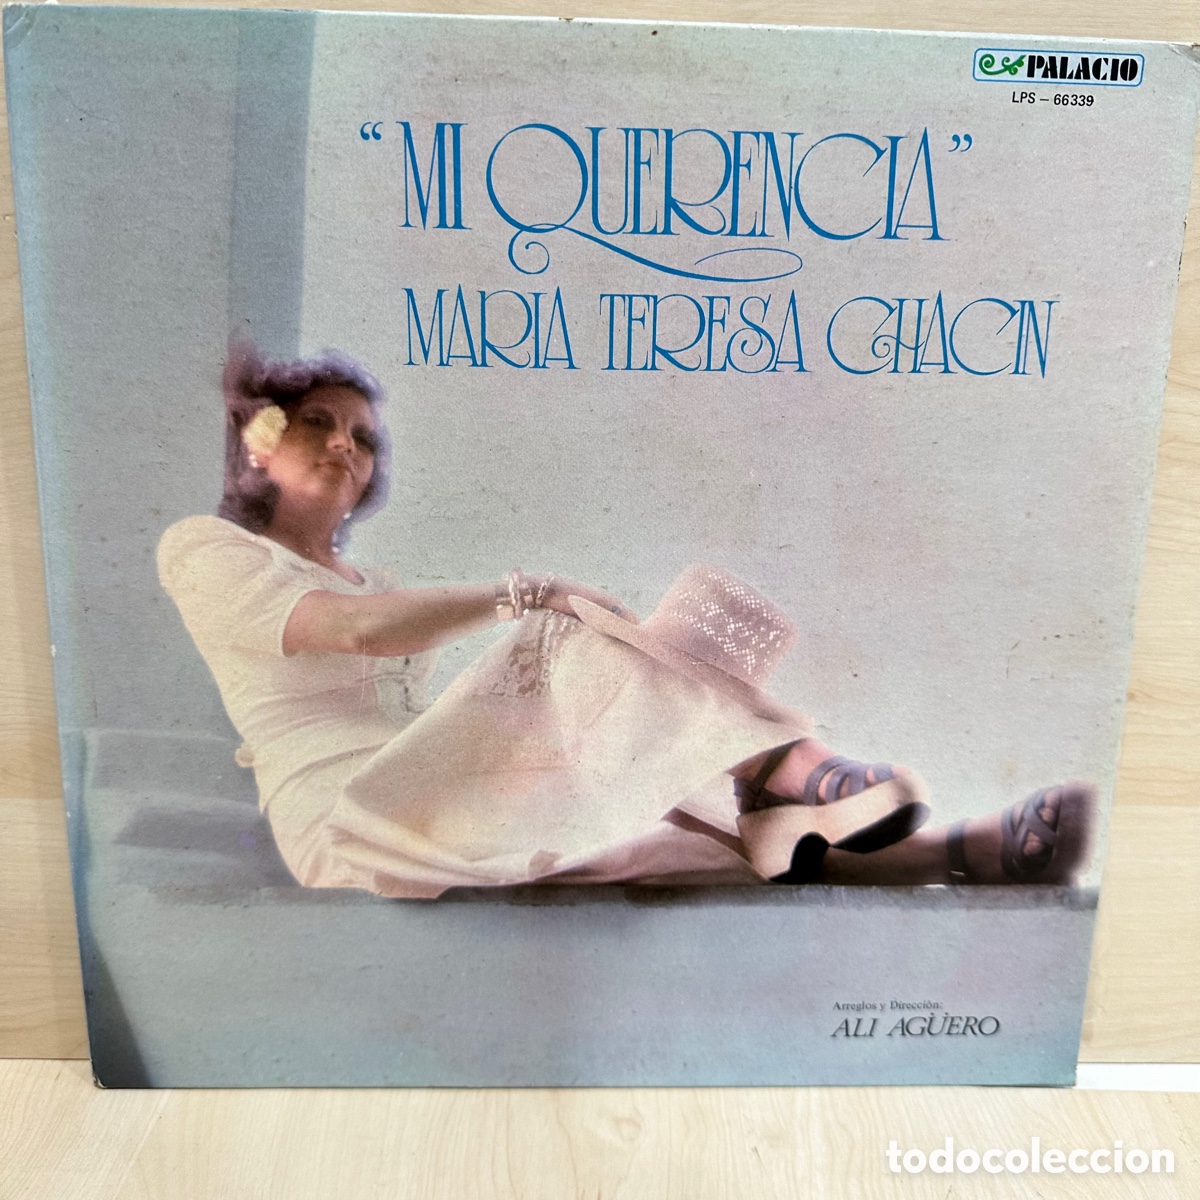 PALACIO
LPS – 66339
“MI QUERENCIA”
MARIA TERESA CHACIN
Arreglos y Dirección:
ALI AGÜERO
todocoleccion